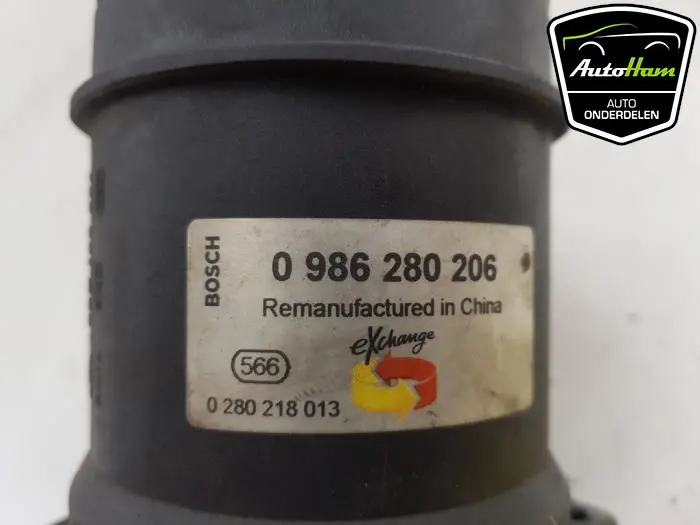 AutoHam
AUTO
ONDERDELEN
BOSCH
0 986 280 206
Remanufactured in China
eXchange
566
0 280 218 013